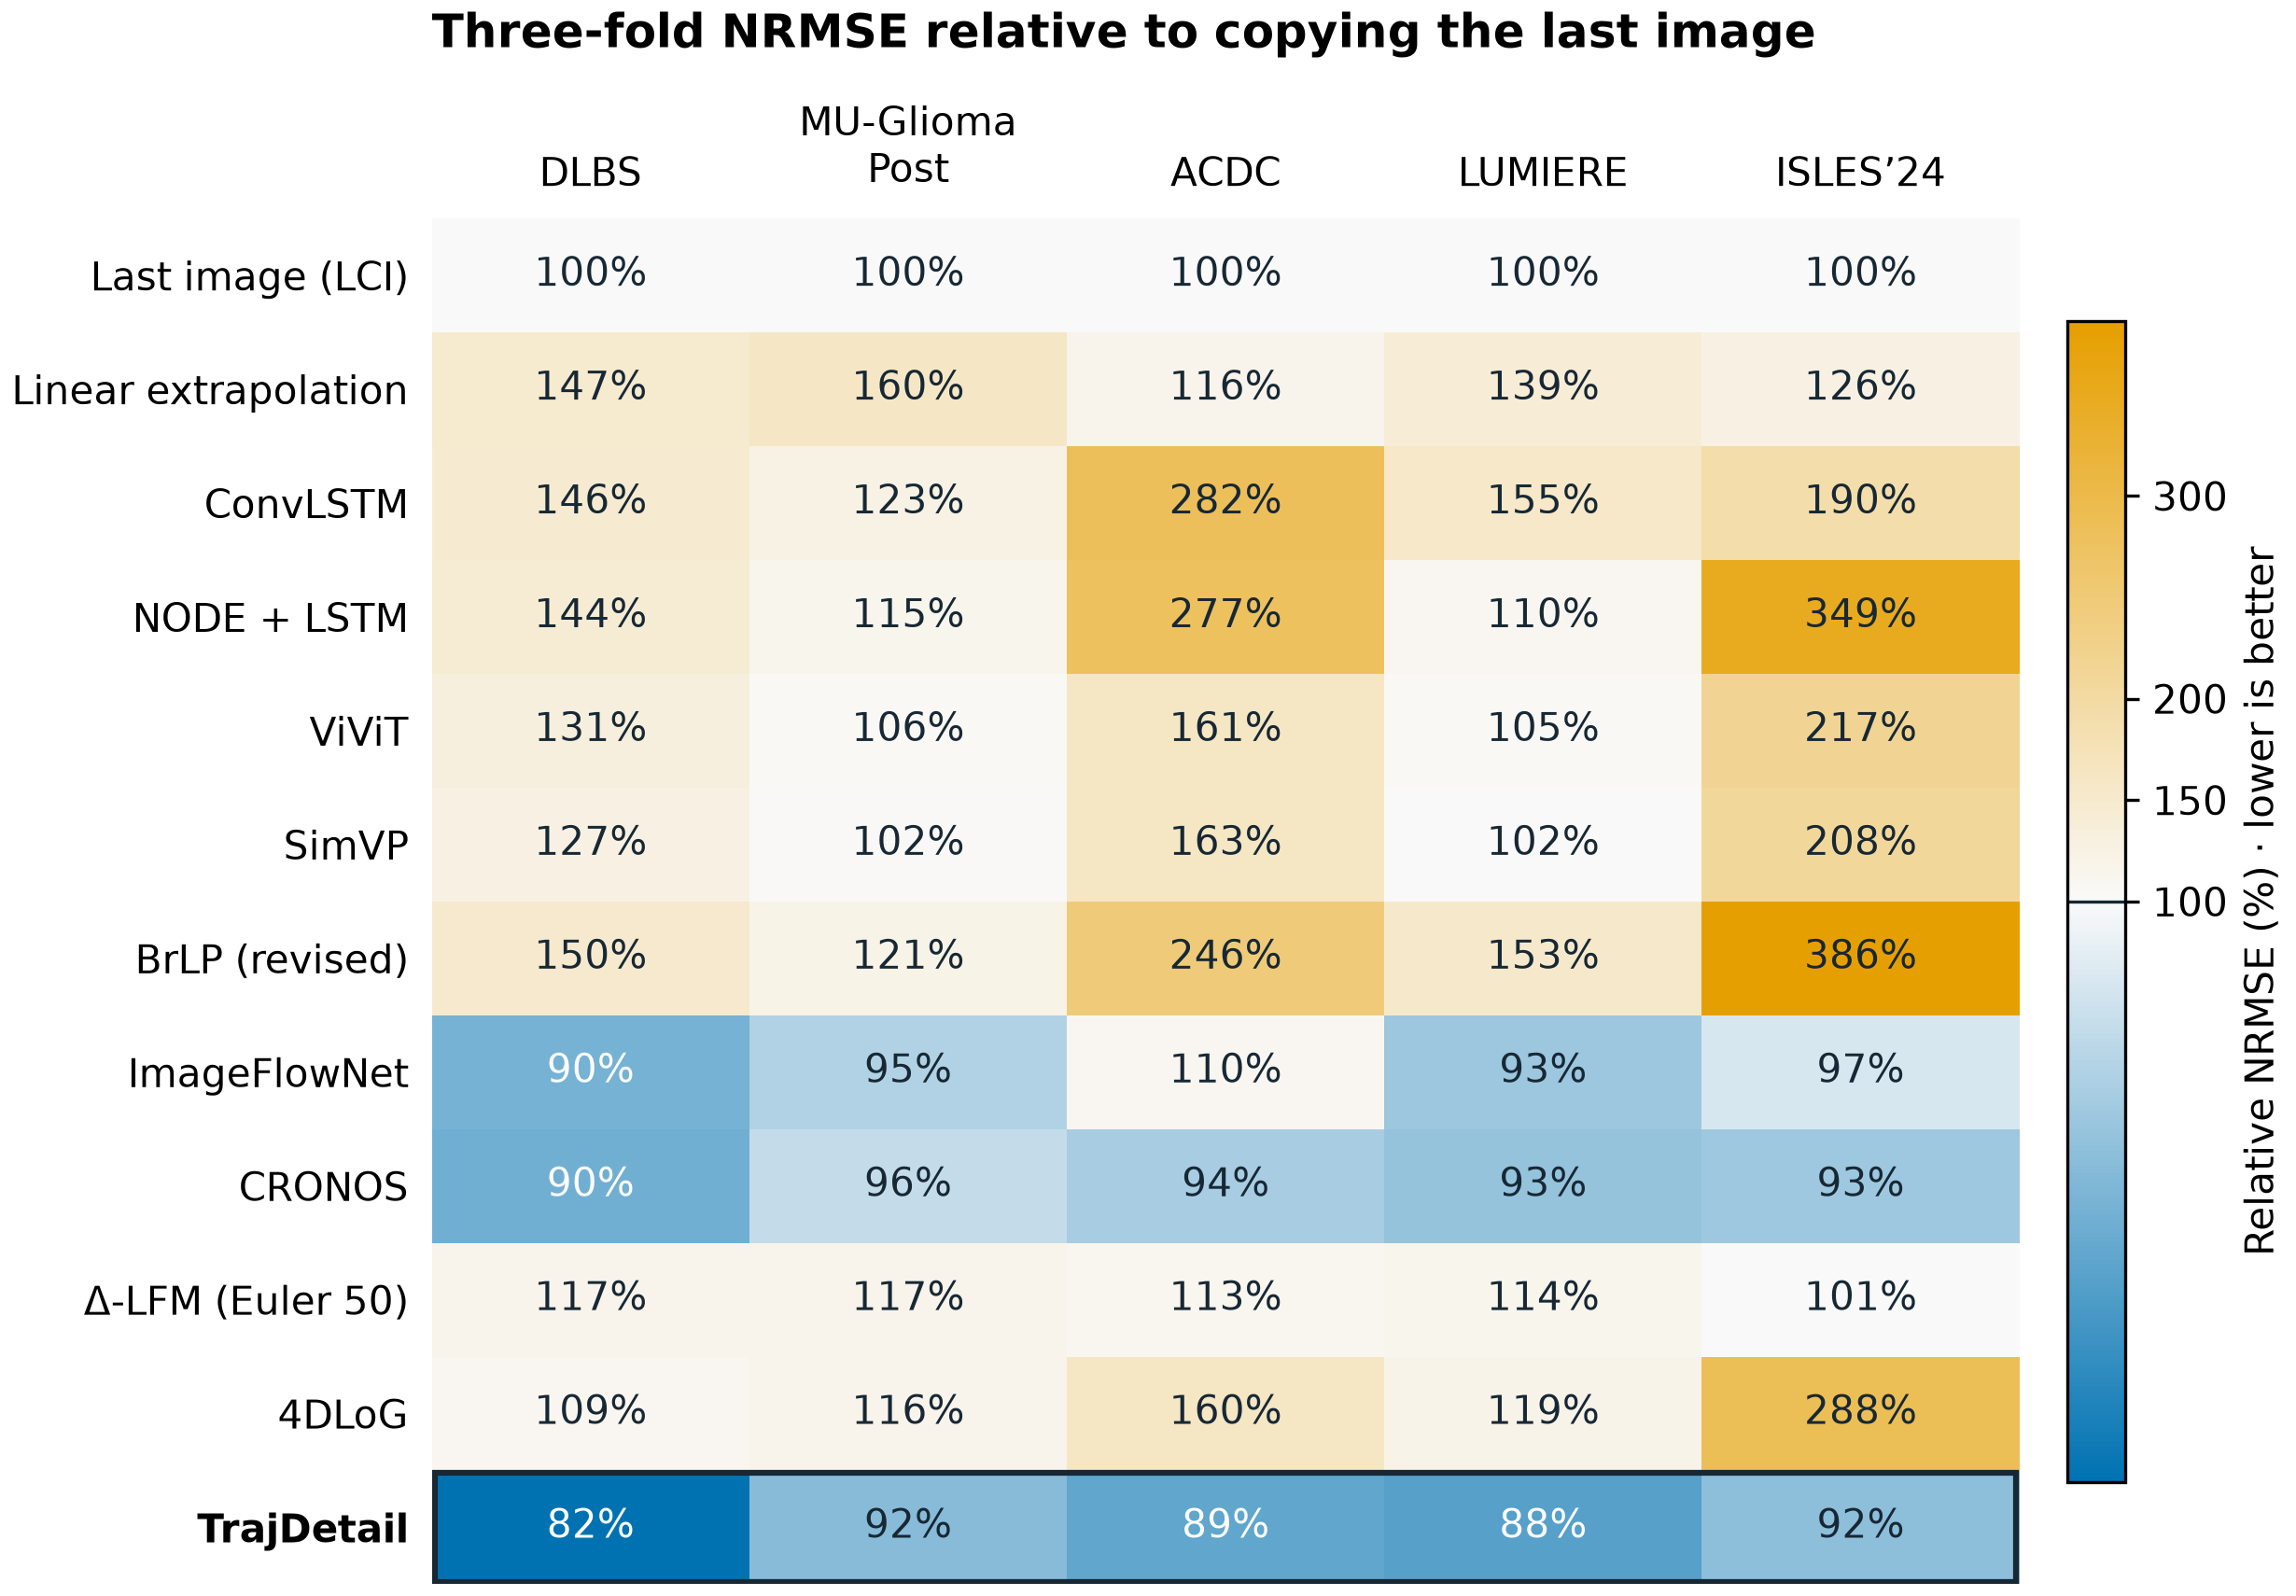 Three-fold NRMSE relative to copying the last image
MU-Glioma
DLBS Post ACDC LUMIERE ISLES’24
Last image (LCI) 100% 100% 100% 100% 100%
Linear extrapolation 147% 160% 116% 139% 126%
ConvLSTM 146% 123% 282% 155% 190%
NODE + LSTM 144% 115% 277% 110% 349%
ViViT 131% 106% 161% 105% 217%
SimVP 127% 102% 163% 102% 208%
BrLP (revised) 150% 121% 246% 153% 386%
ImageFlowNet 90% 95% 110% 93% 97%
CRONOS 90% 96% 94% 93% 93%
Δ-LFM (Euler 50) 117% 117% 113% 114% 101%
4DLoG 109% 116% 160% 119% 288%
TrajDetail 82% 92% 89% 88% 92%
300
200
150
100
Relative NRMSE (%) · lower is better